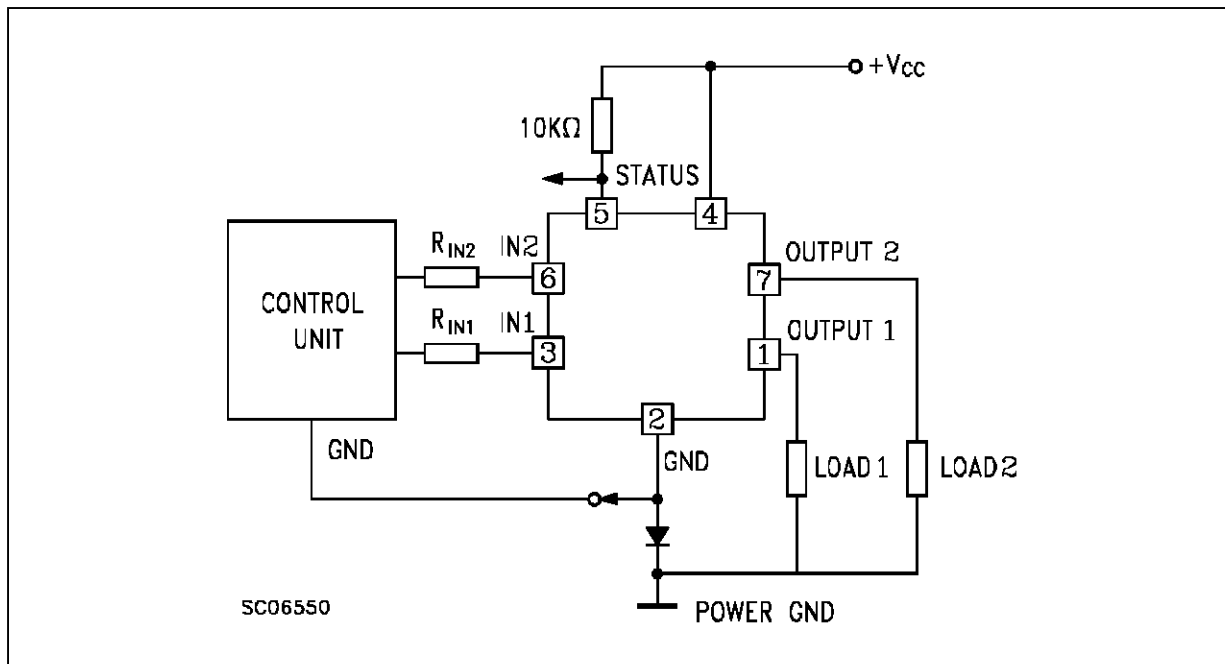 +VCC
10KΩ
STATUS
5
4
RIN2
IN2
6
OUTPUT 2
7
CONTROL
UNIT
RIN1
IN1
3
OUTPUT 1
1
2
GND
GND
LOAD 1
LOAD 2
SC06550
POWER GND